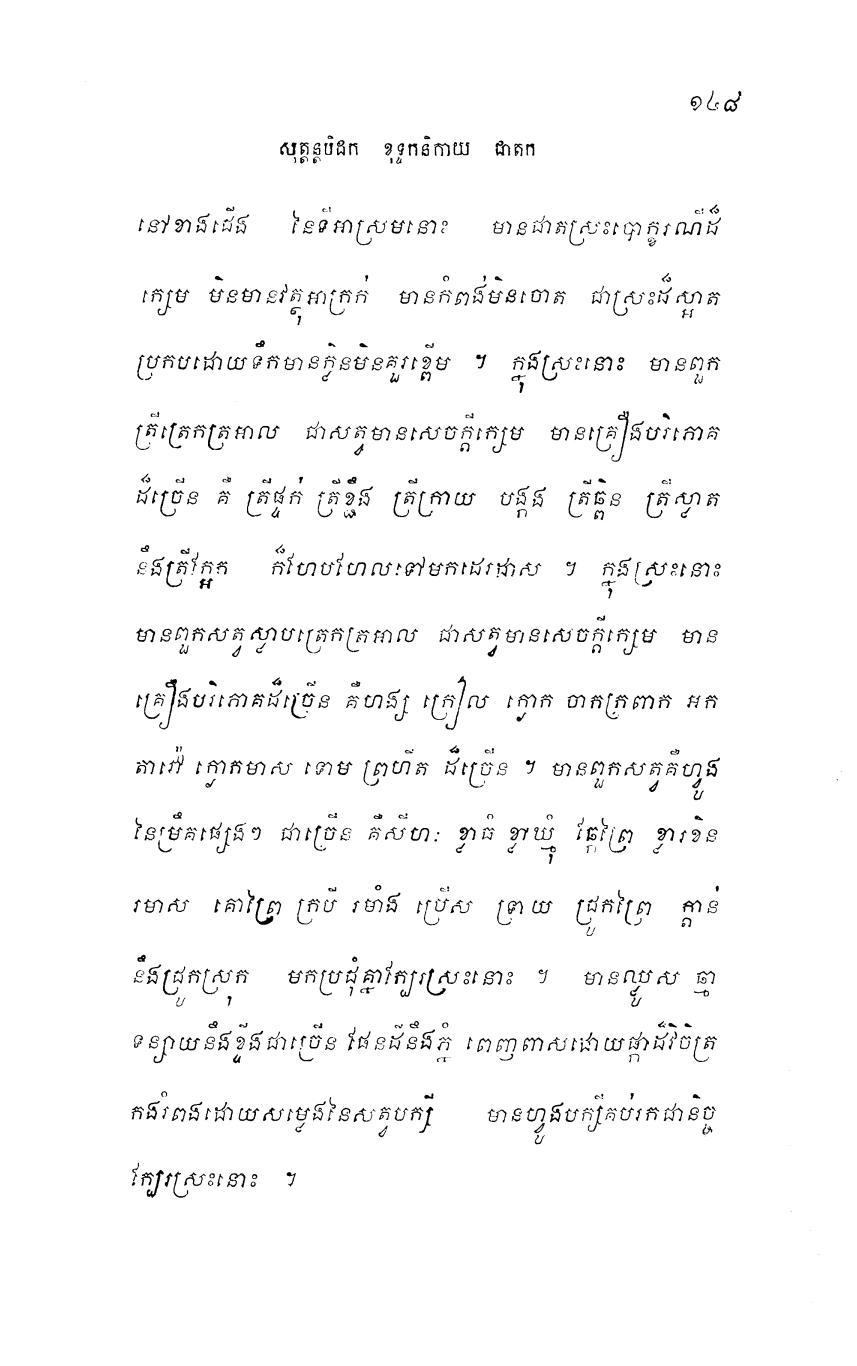 ១៤៨
សុត្តន្តបិដក ខុទ្ទកនិកាយ ជាតក
នៅខាងជើង នៃទីអាស្រមនោះ មានជាតស្រះបោក្ខរណីដ៏
ក្សេម មិនមានវត្ថុអាក្រក់ មានកំពង់មិនចោត ជាស្រះដ៏ស្អាត
ប្រកបដោយទឹកមានក្លិនមិនគួរខ្ពើម ។ ក្នុងស្រះនោះ មានពួក
ត្រីត្រេកត្រអាល ជាសត្វមានសេចក្តីក្សេម មានគ្រឿងបរិភោគ
ដ៏ច្រើន គឺ ត្រីផ្ទក់ ត្រីខ្ជឹង ត្រីក្រាយ បង្កង ត្រីឆ្ពិន ត្រីស្លាត
នឹងត្រីក្អែក ក៏ហែបហែលទៅមកដេរដាស ។ ក្នុងស្រះនោះ
មានពួកសត្វស្លាបត្រេកត្រអាល ជាសត្វមានសេចក្តីក្សេម មាន
គ្រឿងបរិភោគដ៏ច្រើន គឺហង្ស ក្រៀល ក្ងោក ចាកក្រពាក អក
តាវ៉ៅ ក្លោកមាស ទោម ព្រហិត ដ៏ច្រើន ។ មានពួកសត្វគឺហ្វូង
នៃម្រឹគផ្សេងៗ ជាច្រើន គឺសីហៈ ខ្លាធំ ខ្លាឃ្មុំ ឆ្កែព្រៃ ខ្លារខិន
រមាស គោព្រៃ ក្របី រមាំង ប្រើស ទ្រាយ ជ្រូកព្រៃ ក្តាន់
នឹងជ្រូកស្រុក មកប្រជុំគ្នាក្បែរស្រះនោះ ។ មានឈ្លូស ឆ្មា
ទន្សាយនឹងខ្ទីងជាច្រើន ផែនដីនឹងភ្នំ ពេញពាសដោយផ្កាដ៏វិចិត្រ
កងរំពងដោយសម្លេងនៃសត្វបក្សី មានហ្វូងបក្សីគប់រកជានិច្ច
ក្បែរស្រះនោះ ។